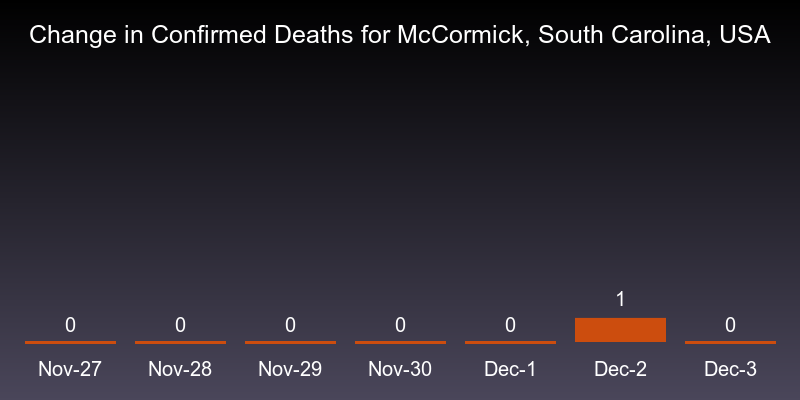 Change in Confirmed Deaths for McCormick, South Carolina, USA
0 0 0 0 0 1 0
Nov-27 Nov-28 Nov-29 Nov-30 Dec-1 Dec-2 Dec-3